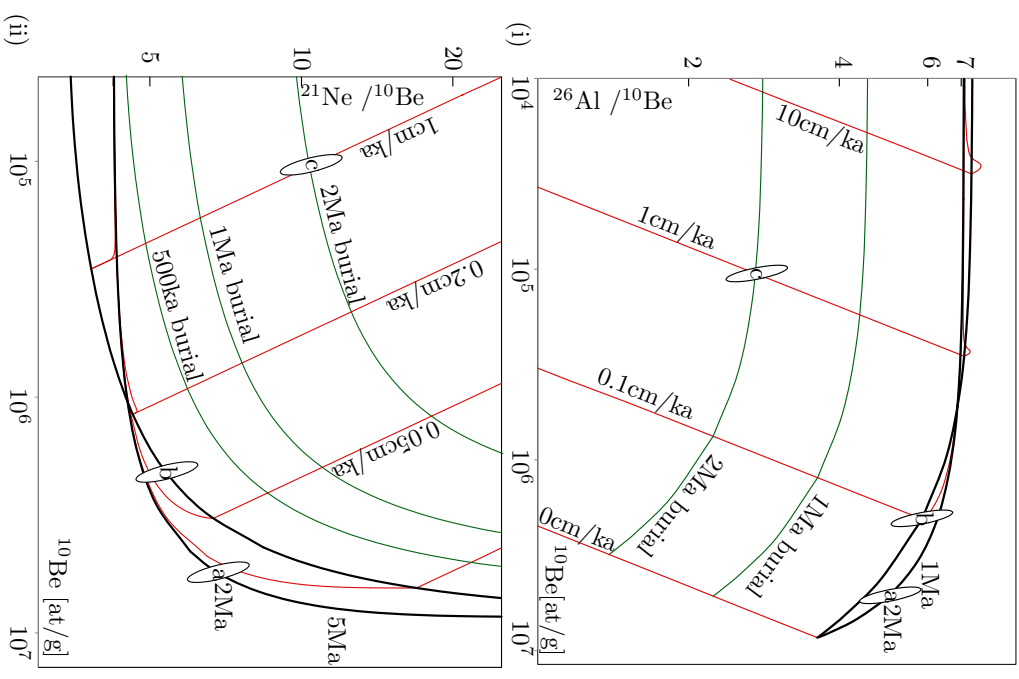 (i)
2
4
6
7
10⁴
10⁵
10⁶
10⁷
²⁶Al /¹⁰Be
¹⁰Be[at/g]
10cm/ka
1cm/ka
0.1cm/ka
0cm/ka
1Ma burial
2Ma burial
1Ma
2Ma
a
b
c
(ii)
5
10
20
10⁵
10⁶
10⁷
²¹Ne /¹⁰Be
¹⁰Be [at/g]
1cm/ka
0.2cm/ka
0.05cm/ka
500ka burial
1Ma burial
2Ma burial
2Ma
5Ma
a
b
c